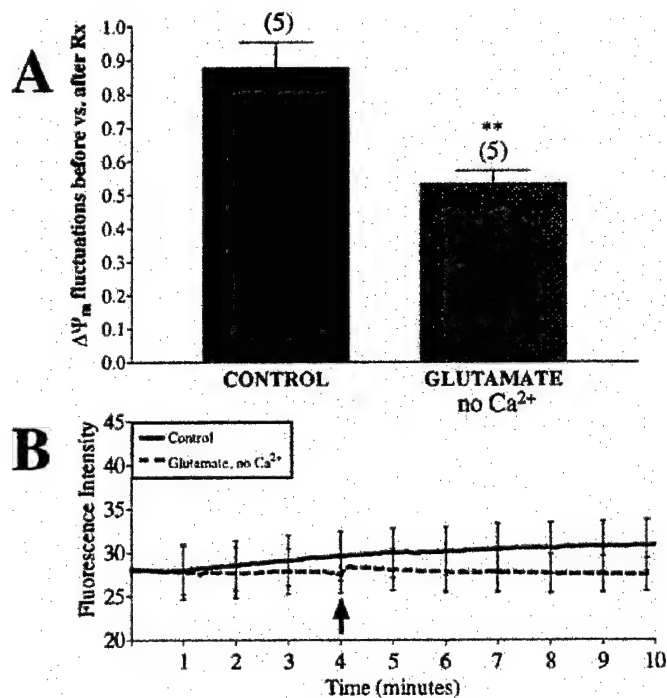 A
ΔΨm fluctuations before vs. after Rx
1.0
0.9
0.8
0.7
0.6
0.5
0.4
0.3
0.2
0.1
0.0
(5)
**
(5)
CONTROL
GLUTAMATE
no Ca²⁺
B
Fluorescence Intensity
45
40
35
30
25
20
Control
Glutamate, no Ca²⁺
1 2 3 4 5 6 7 8 9 10
Time (minutes)